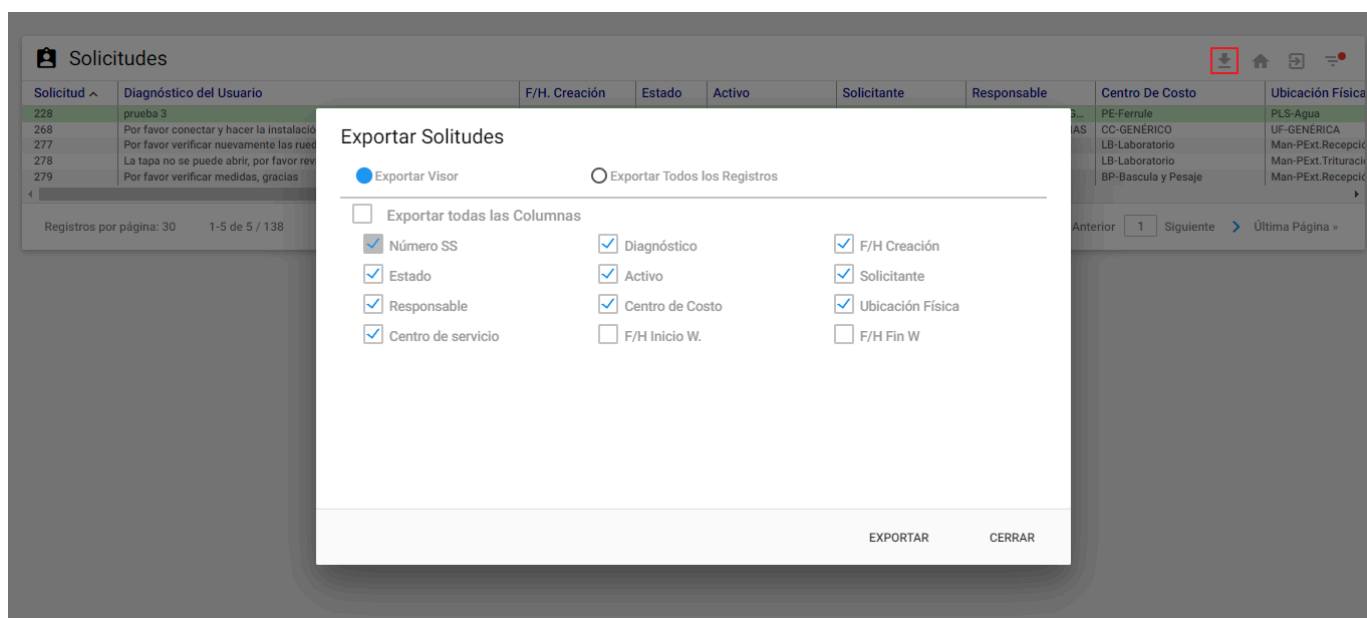 Solicitudes
Solicitud Diagnóstico del Usuario F/H. Creación Estado Activo Solicitante Responsable Centro De Costo Ubicación Física
228 prueba 3 PE-Ferrule PLS-Agua
268 Por favor conectar y hacer la instalació IAS CC-GENÉRICO UF-GENÉRICA
277 Por favor verificar nuevamente las rued LB-Laboratorio Man-PExt.Recepció
278 La tapa no se puede abrir, por favor rev LB-Laboratorio Man-PExt.Trituració
279 Por favor verificar medidas, gracias BP-Bascula y Pesaje Man-PExt.Recepció
Registros por página: 30 1-5 de 5 / 138 Anterior 1 Siguiente Última Página »
Exportar Solitudes
Exportar Visor Exportar Todos los Registros
Exportar todas las Columnas
Número SS Diagnóstico F/H Creación
Estado Activo Solicitante
Responsable Centro de Costo Ubicación Física
Centro de servicio F/H Inicio W. F/H Fin W
EXPORTAR CERRAR